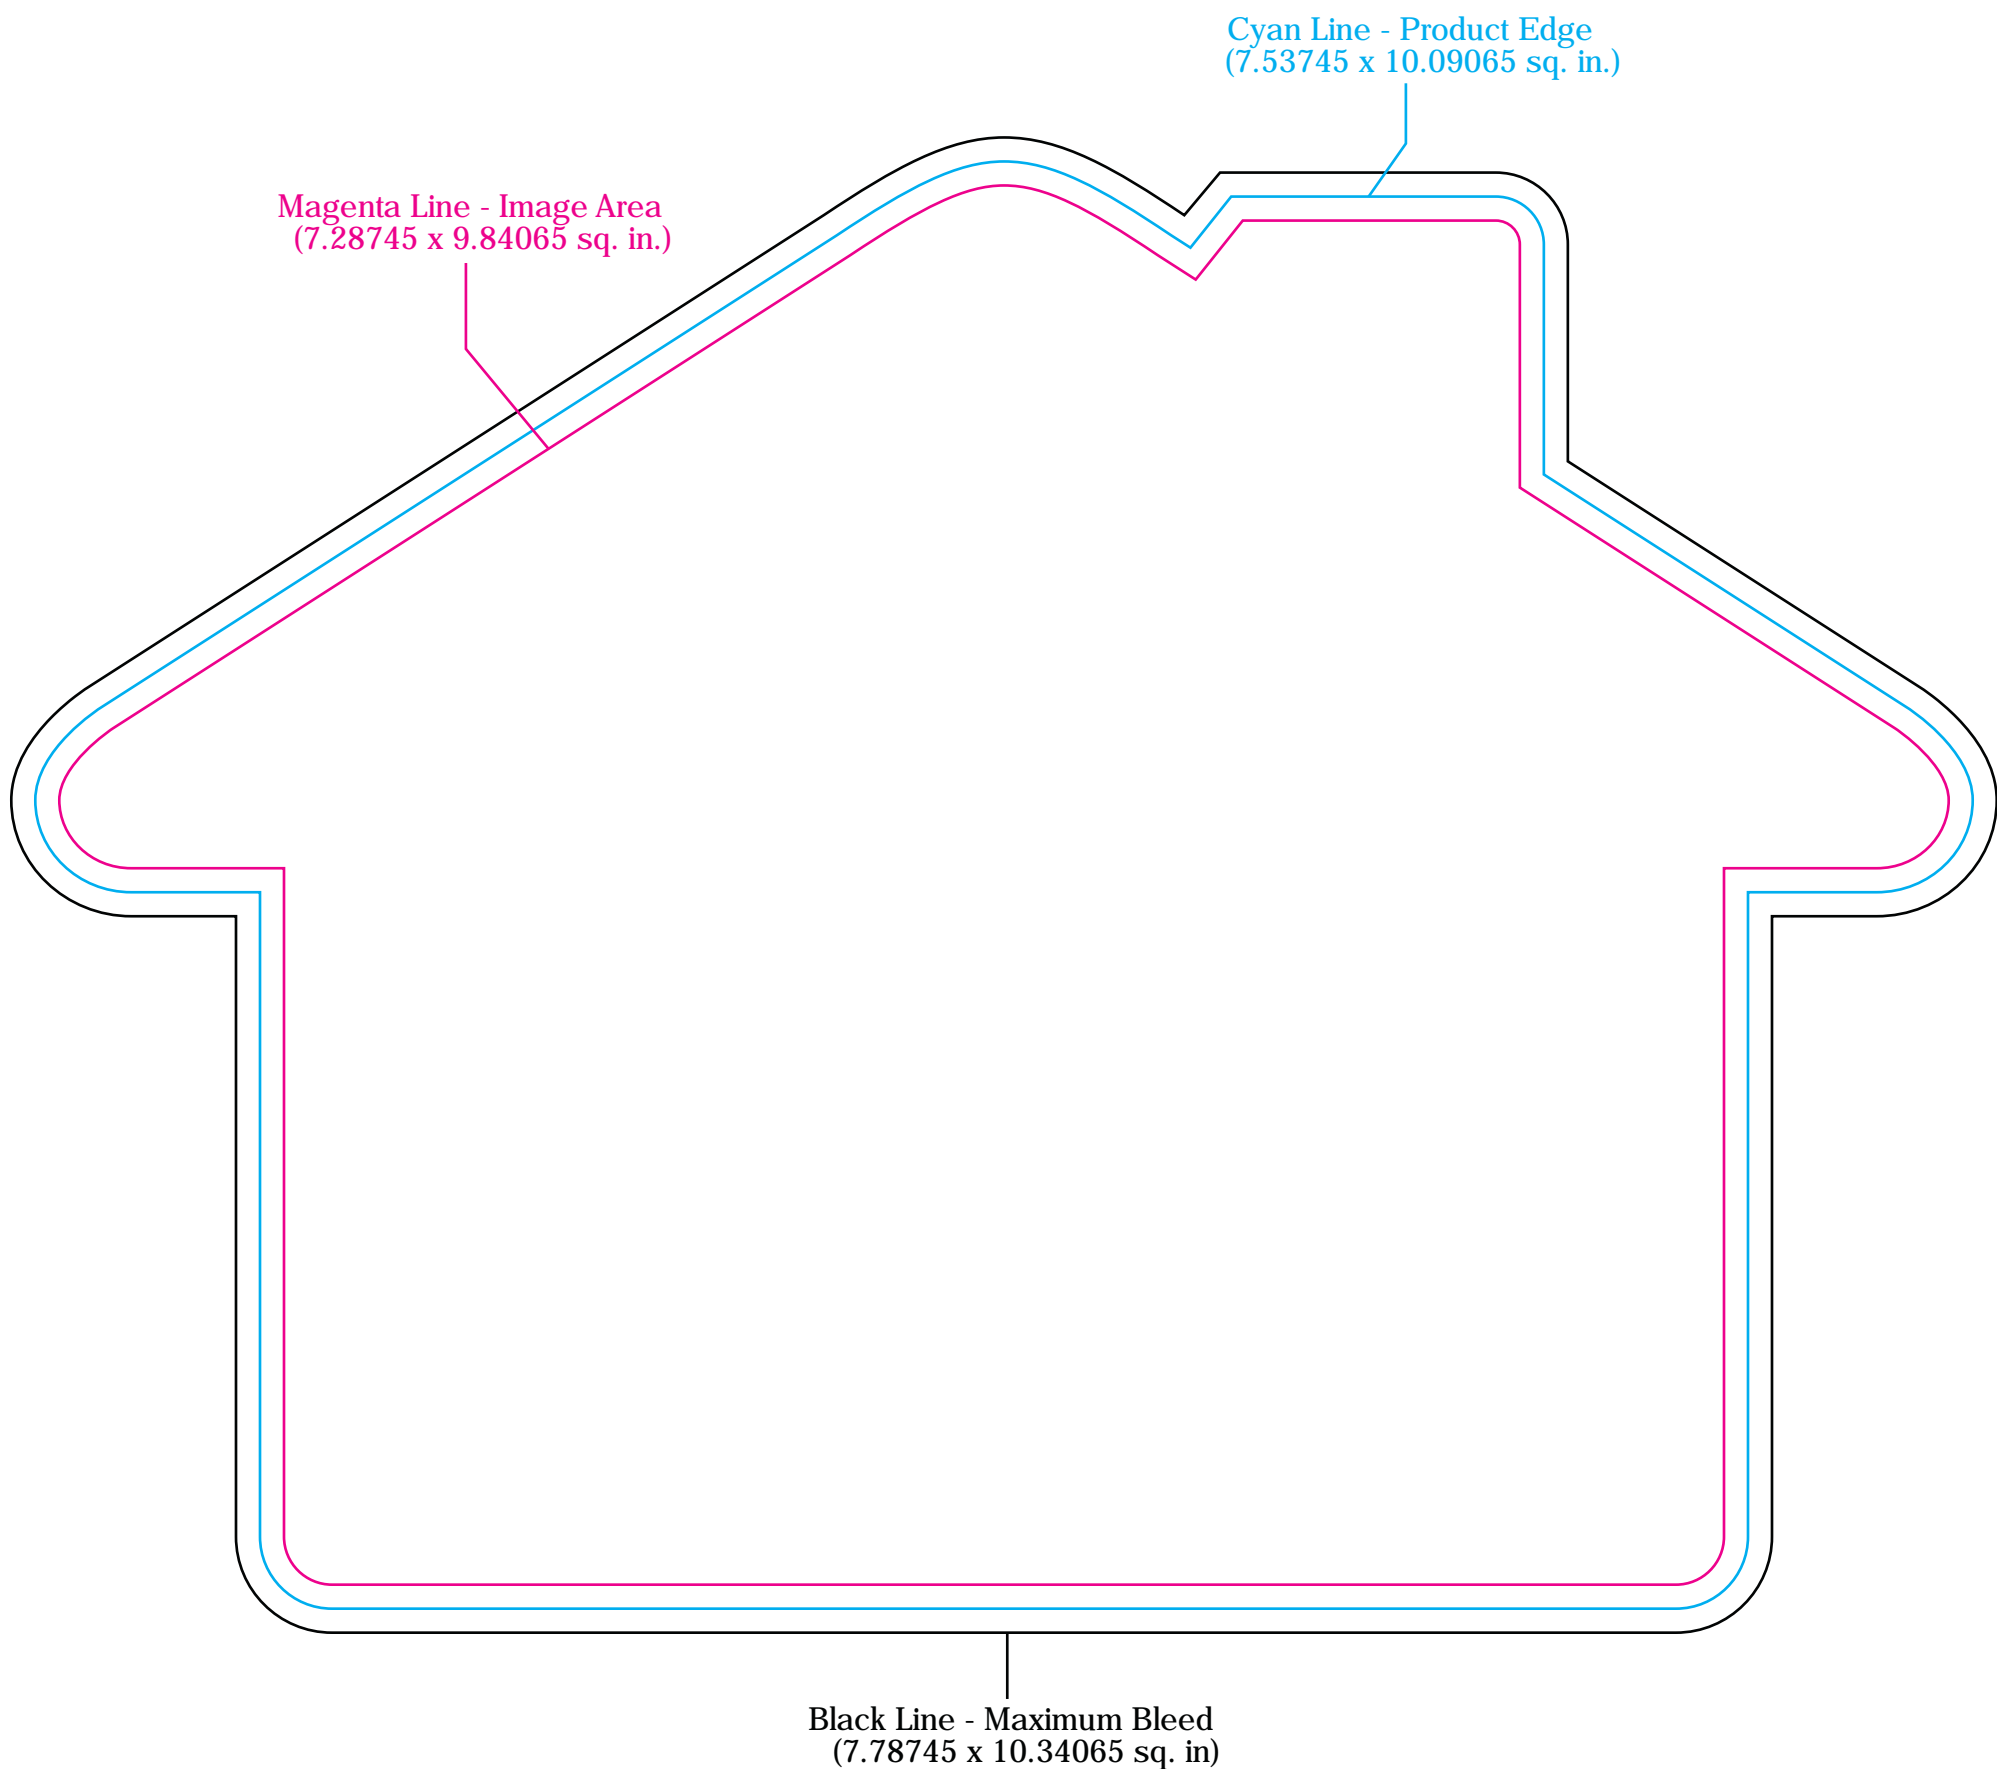 Cyan Line - Product Edge
(7.53745 x 10.09065 sq. in.)
Magenta Line - Image Area
(7.28745 x 9.84065 sq. in.)
Black Line - Maximum Bleed
(7.78745 x 10.34065 sq. in)